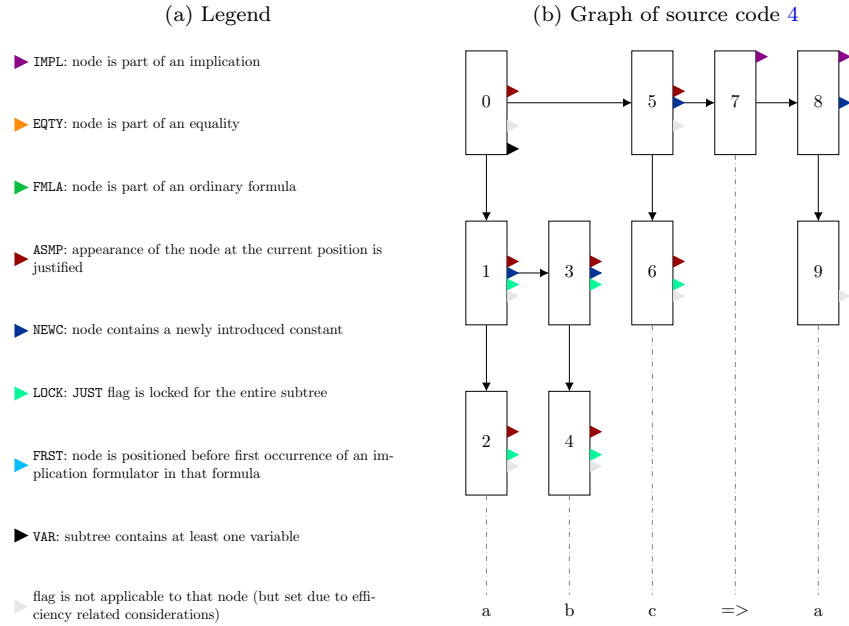 (a) Legend
IMPL: node is part of an implication
EQTY: node is part of an equality
FMLA: node is part of an ordinary formula
ASMP: appearance of the node at the current position is
justified
NEWC: node contains a newly introduced constant
LOCK: JUST flag is locked for the entire subtree
FRST: node is positioned before first occurrence of an im-
plication formulator in that formula
VAR: subtree contains at least one variable
flag is not applicable to that node (but set due to effi-
ciency related considerations)
(b) Graph of source code 4
0 5 7 8
1 3 6 9
2 4
a b c => a